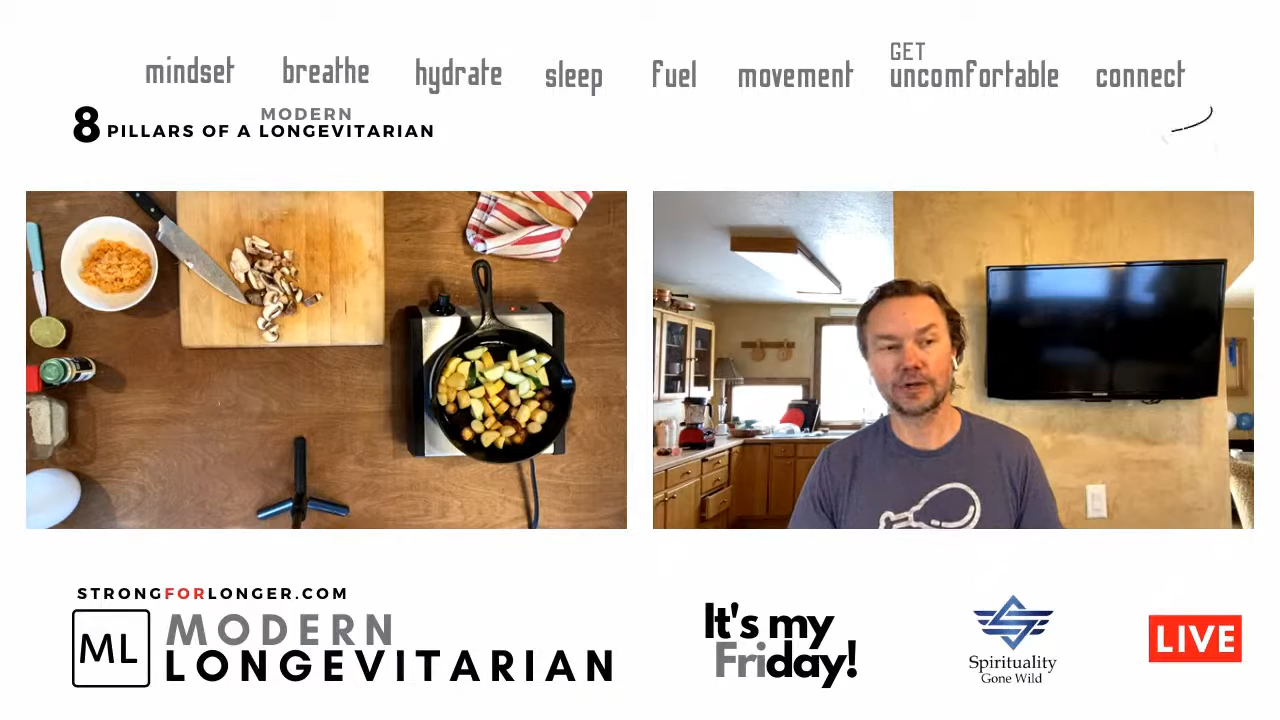 mindset breathe hydrate sleep fuel movement GET uncomfortable connect
MODERN
8 PILLARS OF A LONGEVITARIAN
STRONGFORLONGER.COM
ML MODERN
LONGEVITARIAN
It's my
Friday!
Spirituality
Gone Wild
LIVE